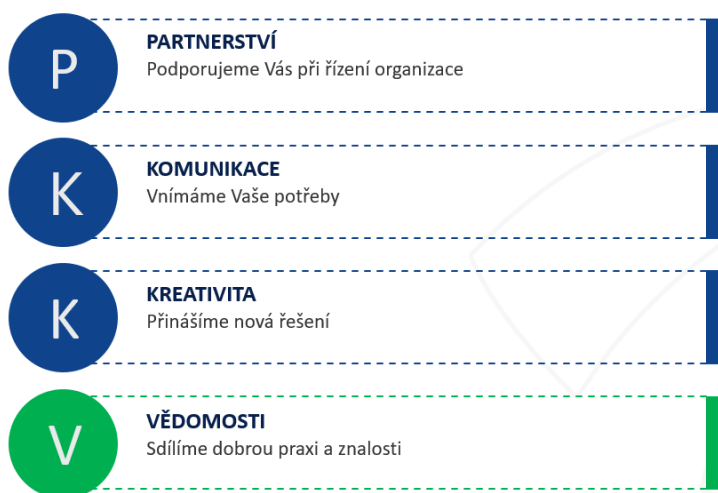 P
PARTNERSTVÍ
Podporujeme Vás při řízení organizace
K
KOMUNIKACE
Vnímáme Vaše potřeby
K
KREATIVITA
Přinášíme nová řešení
V
VĚDOMOSTI
Sdílíme dobrou praxi a znalosti